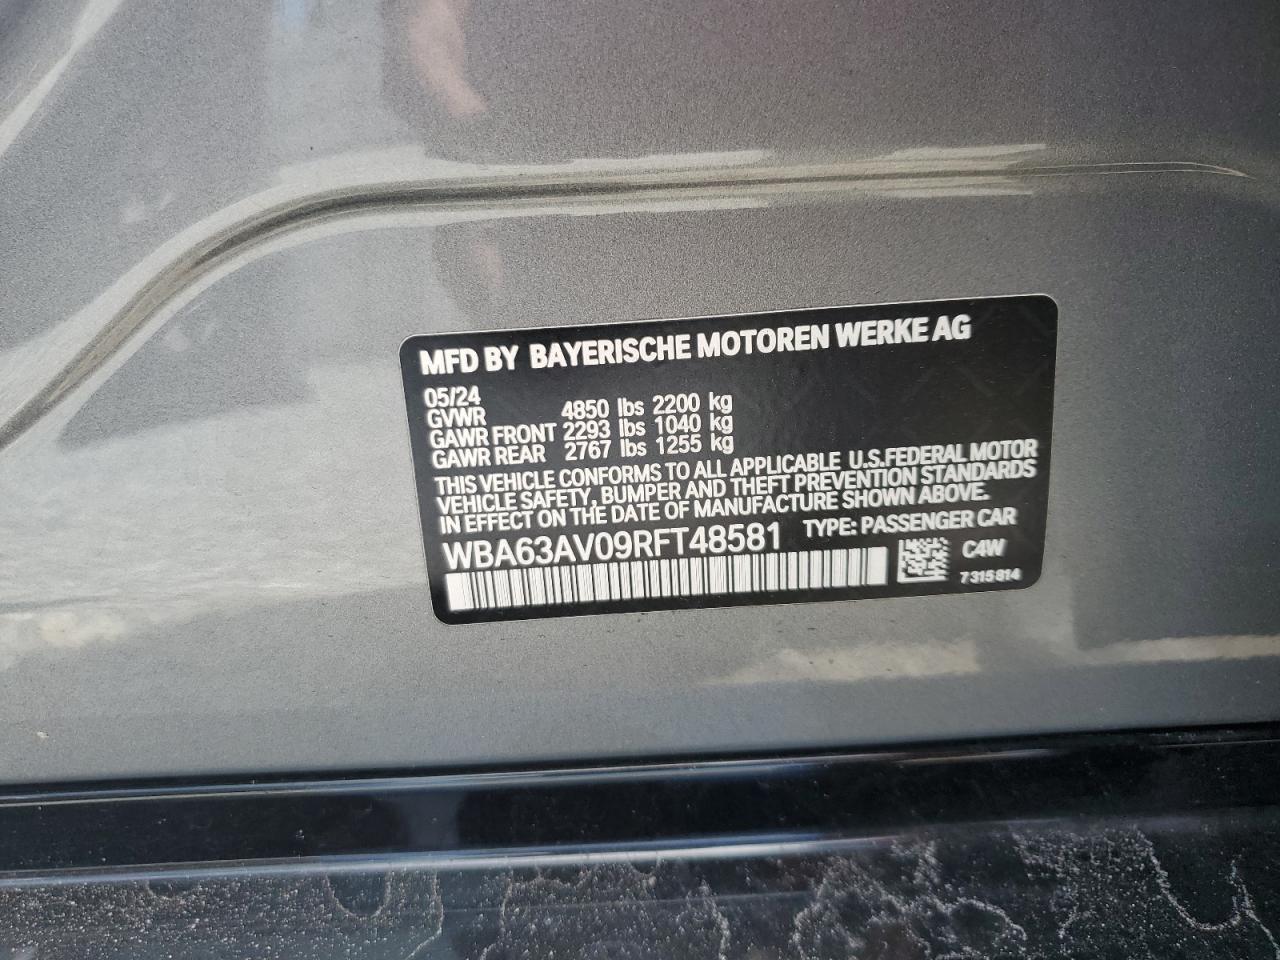 MFD BY BAYERISCHE MOTOREN WERKE AG
05/24
GVWR 4850 lbs 2200 kg
GAWR FRONT 2293 lbs 1040 kg
GAWR REAR 2767 lbs 1255 kg
THIS VEHICLE CONFORMS TO ALL APPLICABLE U.S.FEDERAL MOTOR
VEHICLE SAFETY, BUMPER AND THEFT PREVENTION STANDARDS
IN EFFECT ON THE DATE OF MANUFACTURE SHOWN ABOVE.
WBA63AV09RFT48581 TYPE: PASSENGER CAR
C4W
7315814